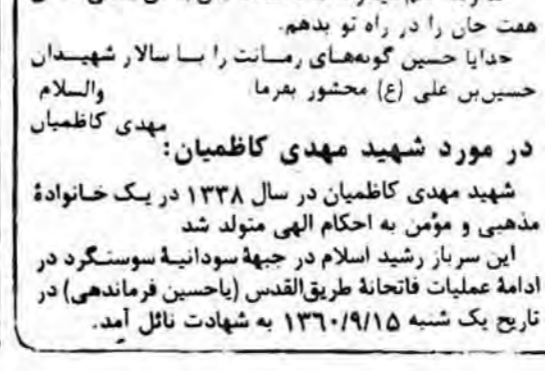 هفت جان را در راه تو بدهم.
خدایا حسین گونه‌های زمانت را با سالار شهیدان
حسین‌بن علی (ع) محشور بفرما والسلام
مهدی کاظمیان
در مورد شهید مهدی کاظمیان:
شهید مهدی کاظمیان در سال ۱۳۳۸ در یک خانوادهٔ
مذهبی و مؤمن به احکام الهی متولد شد
این سرباز رشید اسلام در جبههٔ سودانیهٔ سوسنگرد در
ادامهٔ عملیات فاتحانهٔ طریق‌القدس (یاحسین فرماندهی) در
تاریخ یک شنبه ۱۳۶۰/۹/۱۵ به شهادت نائل آمد.